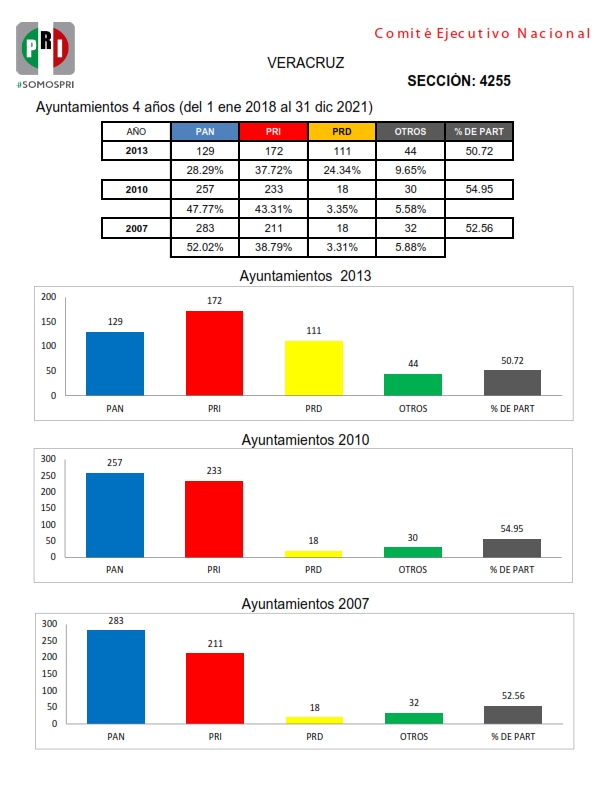 Comité Ejecutivo Nacional
PRI
#SOMOSPRI
VERACRUZ
SECCIÓN: 4255
Ayuntamientos 4 años (del 1 ene 2018 al 31 dic 2021)
AÑO PAN PRI PRD OTROS % DE PART
2013 129 172 111 44 50.72
28.29% 37.72% 24.34% 9.65%
2010 257 233 18 30 54.95
47.77% 43.31% 3.35% 5.58%
2007 283 211 18 32 52.56
52.02% 38.79% 3.31% 5.88%
Ayuntamientos 2013
200
150
100
50
0
129 172 111 44 50.72
PAN PRI PRD OTROS % DE PART
Ayuntamientos 2010
300
250
200
150
100
50
0
257 233 18 30 54.95
PAN PRI PRD OTROS % DE PART
Ayuntamientos 2007
300
250
200
150
100
50
0
283 211 18 32 52.56
PAN PRI PRD OTROS % DE PART